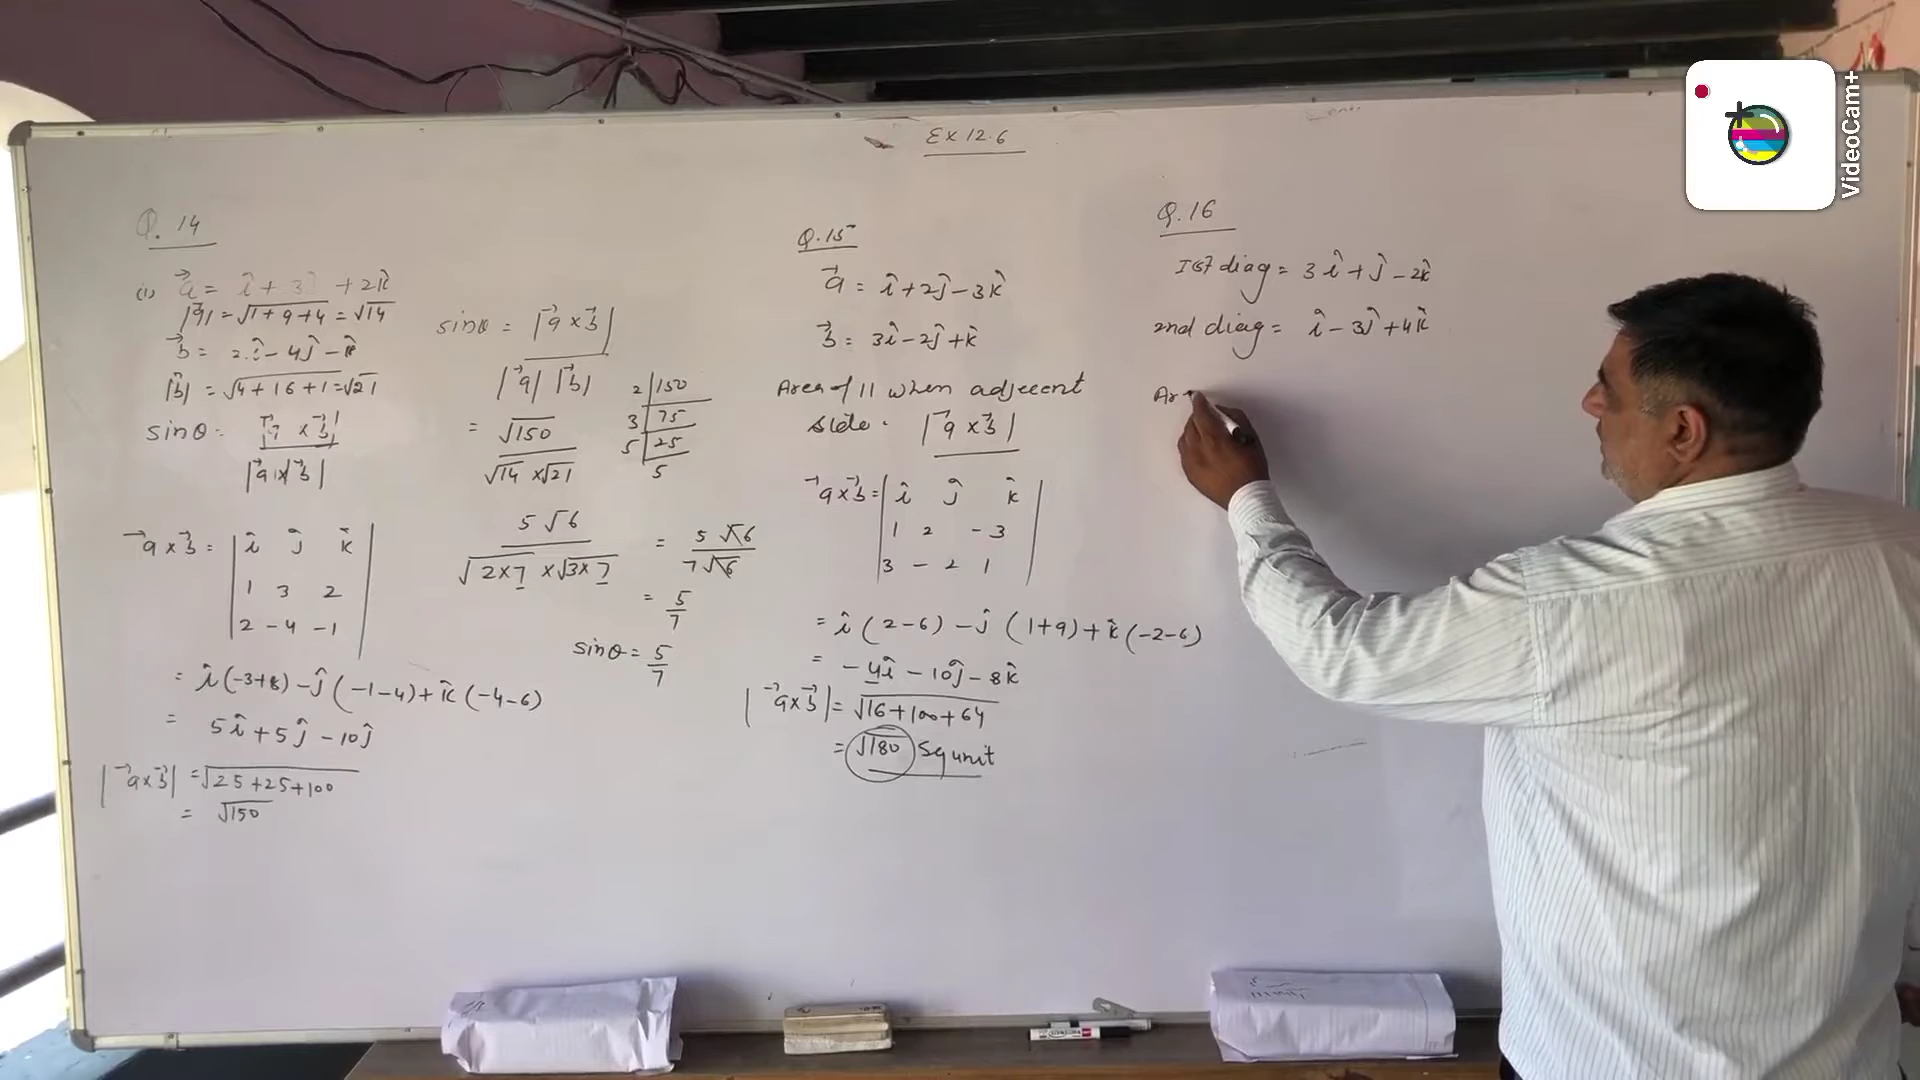 Ex 12.6
Q. 14
(i) a⃗ = î + 3ĵ + 2k̂
|a⃗| = √1+9+4 = √14
b⃗ = 2î - 4ĵ - k̂
|b⃗| = √4+16+1 = √21
sinθ = |a⃗ × b⃗|
|a⃗| |b⃗|
a⃗×b⃗ = | î ĵ k̂ |
1 3 2
2 -4 -1
= î(-3+8) - ĵ(-1-4) + k̂(-4-6)
= 5î + 5ĵ - 10ĵ
|a⃗×b⃗| = √25+25+100
= √150
sinθ = |a⃗ × b⃗|
|a⃗| |b⃗|
= √150
√14 × √21
2 | 150
3 | 75
5 | 25
5
5√6
√2×7 × √3×7
= 5√6
7√6
= 5
7
sinθ = 5
7
Q.15
a⃗ = î + 2ĵ - 3k̂
b⃗ = 3î - 2ĵ + k̂
Area of 11 when adjecent
side = |a⃗ × b⃗|
a⃗×b⃗ = | î ĵ k̂ |
1 2 -3
3 -2 1
= î(2-6) - ĵ(1+9) + k̂(-2-6)
= -4î - 10ĵ - 8k̂
|a⃗×b⃗| = √16+100+64
= √180 Sq unit
Q.16
Ist diag = 3î + ĵ - 2k̂
2nd diag = î - 3ĵ + 4k̂
Ar
VideoCam+